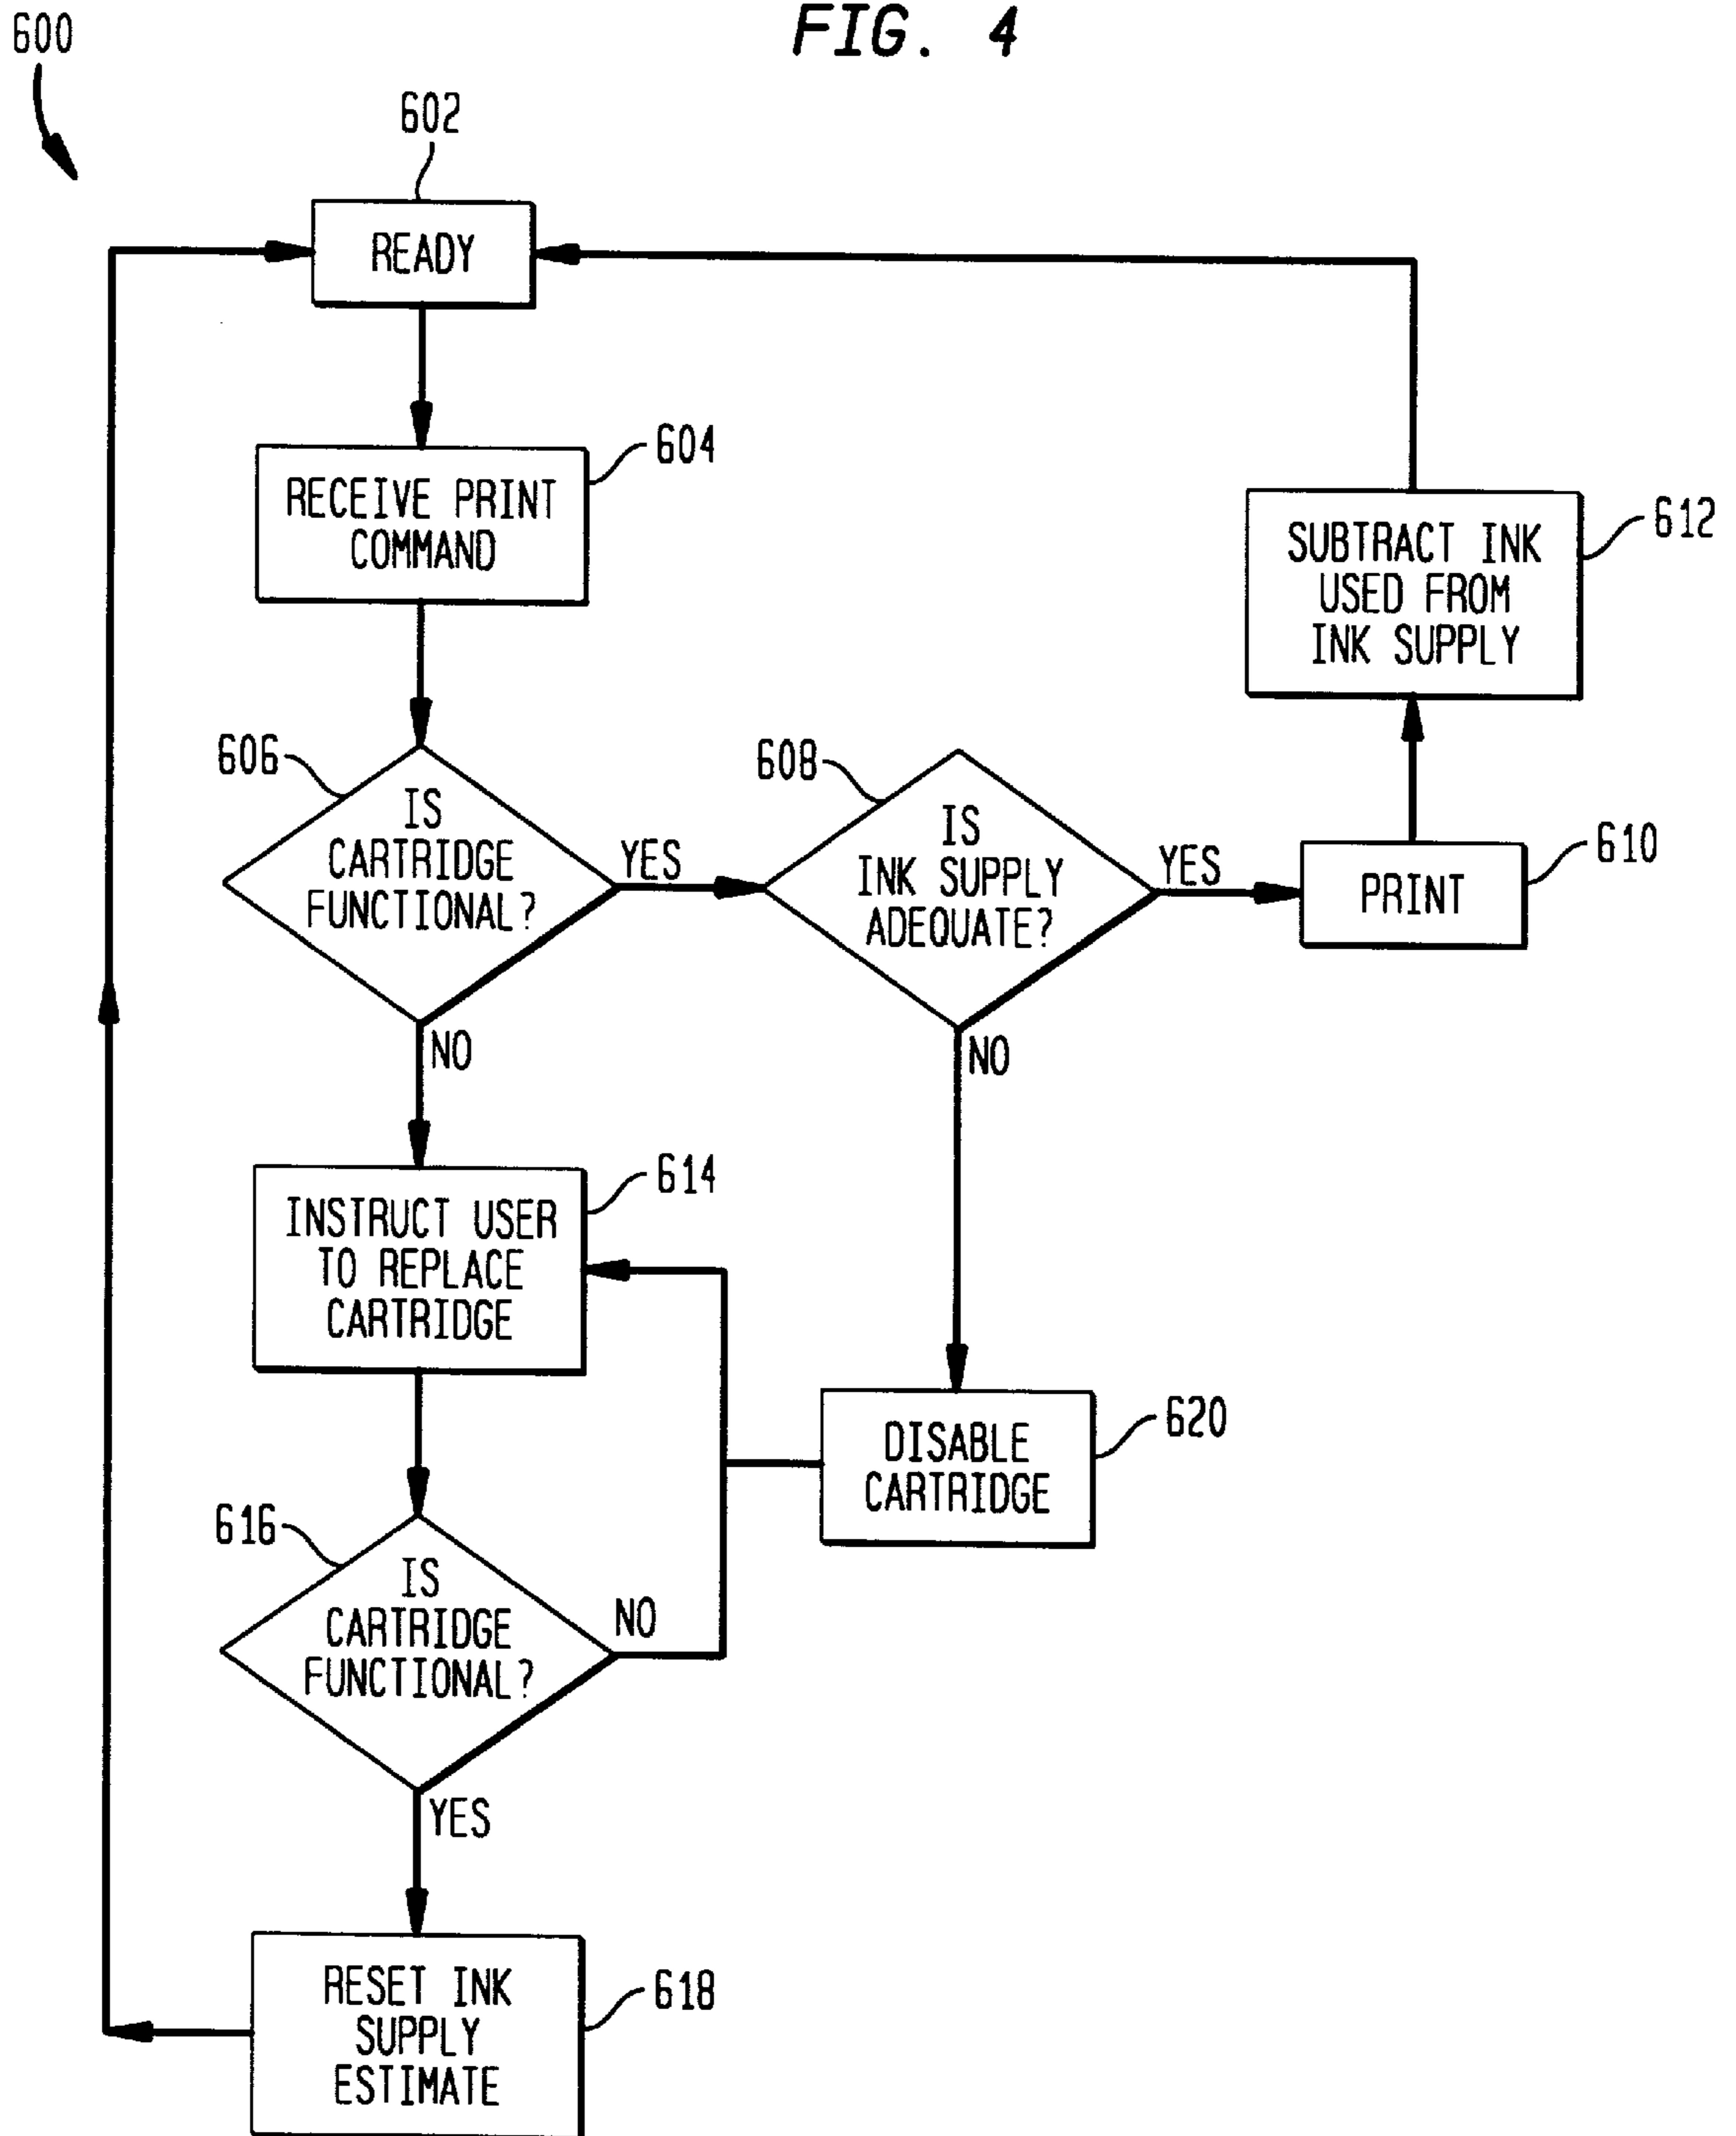 FIG. 4
600
602
READY
604
RECEIVE PRINT
COMMAND
606
IS
CARTRIDGE
FUNCTIONAL?
YES
NO
608
IS
INK SUPPLY
ADEQUATE?
YES
NO
610
PRINT
612
SUBTRACT INK
USED FROM
INK SUPPLY
614
INSTRUCT USER
TO REPLACE
CARTRIDGE
620
DISABLE
CARTRIDGE
616
IS
CARTRIDGE
FUNCTIONAL?
NO
YES
618
RESET INK
SUPPLY
ESTIMATE